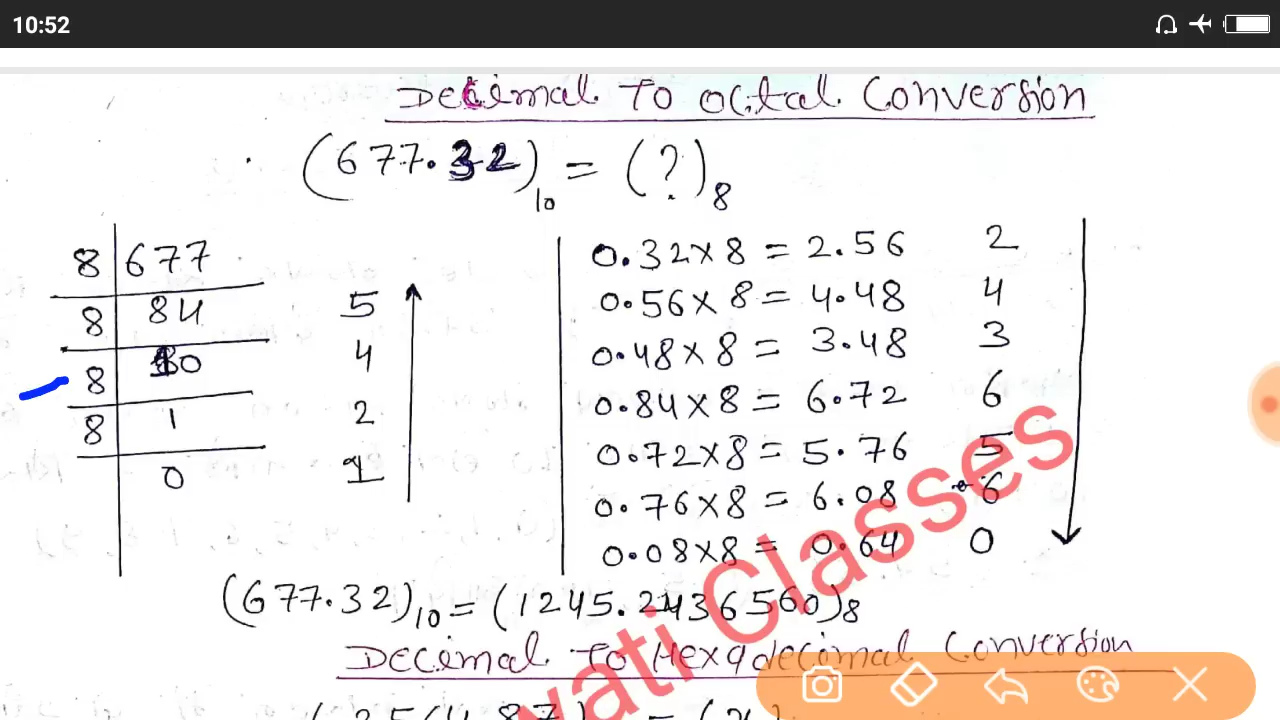 10:52
Decimal To Octal Conversion
(677.32)10 = (?)8
8 677
8 84 5
8 10 4
8 1 2
0 1
0.32×8 = 2.56 2
0.56×8 = 4.48 4
0.48×8 = 3.48 3
0.84×8 = 6.72 6
0.72×8 = 5.76 5
0.76×8 = 6.08 6
0.08×8 = 0.64 0
(677.32)10 = (1245.2436560)8
Decimal To Hexadecimal Conversion
wati Classes